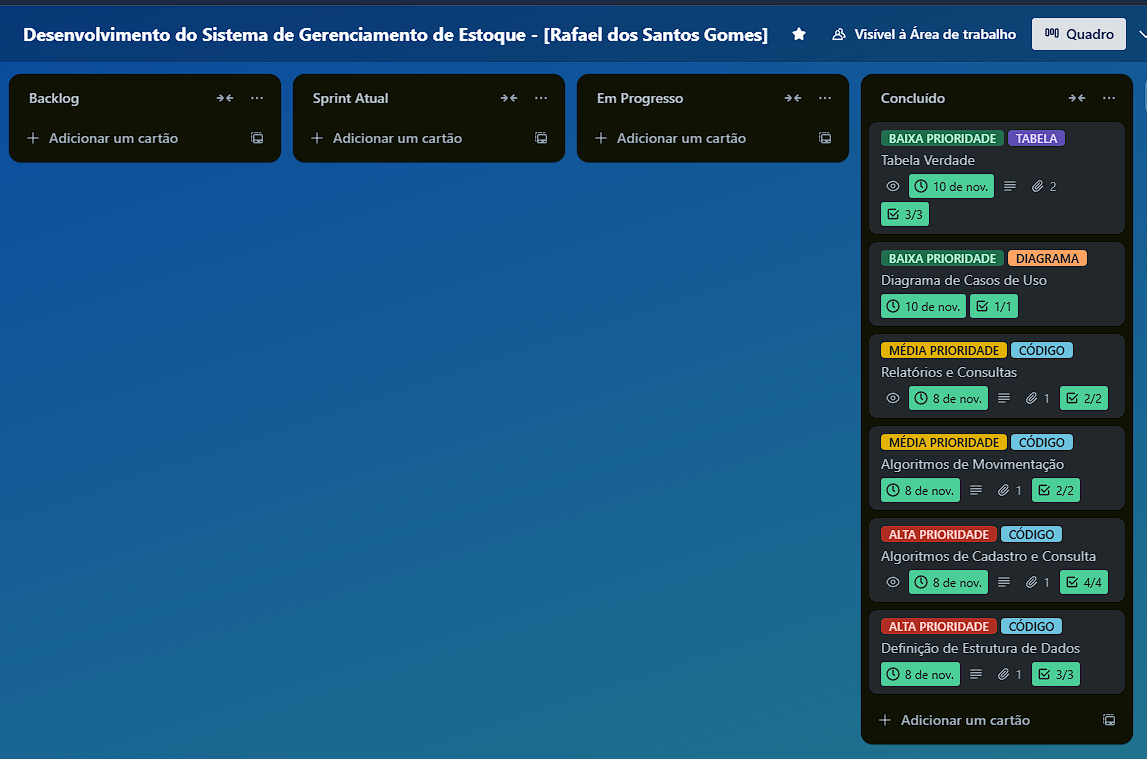 Desenvolvimento do Sistema de Gerenciamento de Estoque - [Rafael dos Santos Gomes]
Visível à Área de trabalho
Quadro
Backlog
Adicionar um cartão
Sprint Atual
Adicionar um cartão
Em Progresso
Adicionar um cartão
Concluído
BAIXA PRIORIDADE TABELA
Tabela Verdade
10 de nov. 2
3/3
BAIXA PRIORIDADE DIAGRAMA
Diagrama de Casos de Uso
10 de nov. 1/1
MÉDIA PRIORIDADE CÓDIGO
Relatórios e Consultas
8 de nov. 1 2/2
MÉDIA PRIORIDADE CÓDIGO
Algoritmos de Movimentação
8 de nov. 1 2/2
ALTA PRIORIDADE CÓDIGO
Algoritmos de Cadastro e Consulta
8 de nov. 1 4/4
ALTA PRIORIDADE CÓDIGO
Definição de Estrutura de Dados
8 de nov. 1 3/3
Adicionar um cartão